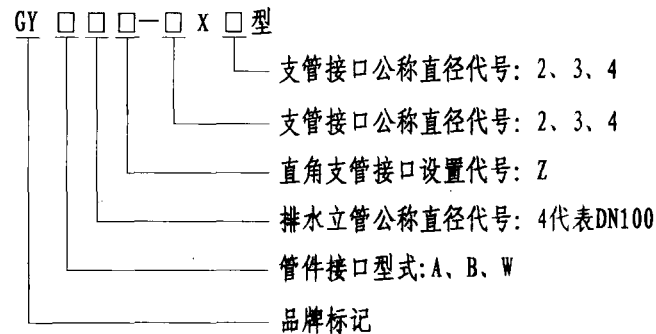 GY □ □ □-□ x □型
支管接口公称直径代号: 2、3、4
支管接口公称直径代号: 2、3、4
直角支管接口设置代号: Z
排水立管公称直径代号: 4代表DN100
管件接口型式:A、B、W
品牌标记